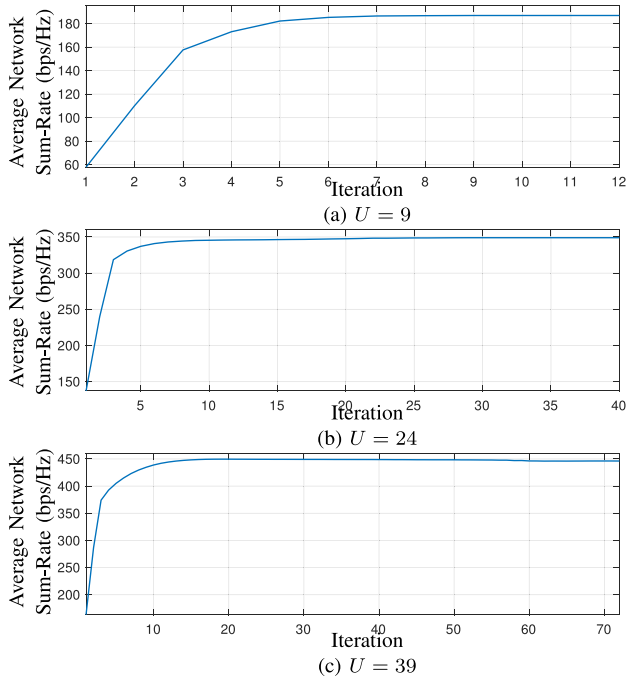 Average Network
Sum-Rate (bps/Hz)
180
160
140
120
100
80
60
1 2 3 4 5 6 7 8 9 10 11 12
Iteration
(a) U = 9
Average Network
Sum-Rate (bps/Hz)
350
300
250
200
150
5 10 15 20 25 30 35 40
Iteration
(b) U = 24
Average Network
Sum-Rate (bps/Hz)
450
400
350
300
250
200
10 20 30 40 50 60 70
Iteration
(c) U = 39